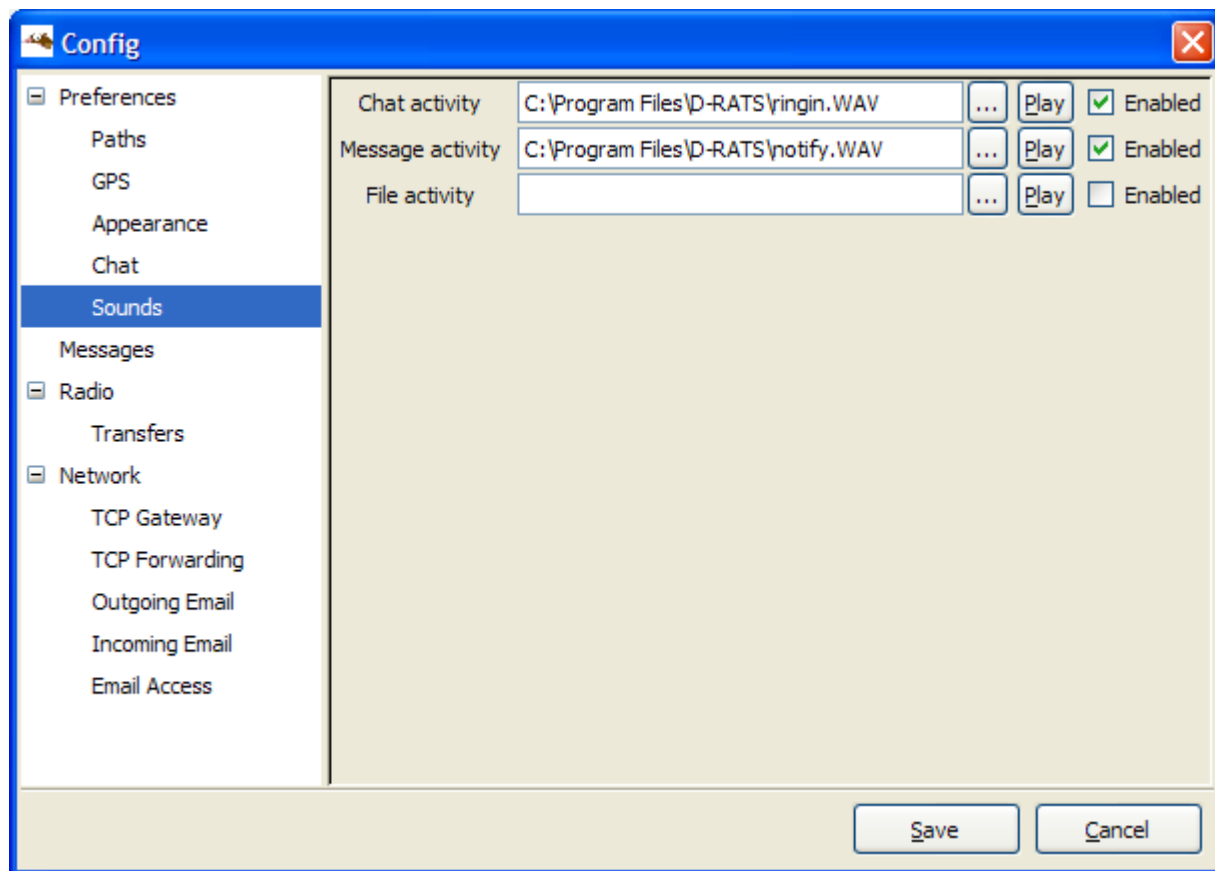 Config
Preferences
Paths
GPS
Appearance
Chat
Sounds
Messages
Radio
Transfers
Network
TCP Gateway
TCP Forwarding
Outgoing Email
Incoming Email
Email Access
Chat activity C:\Program Files\D-RATS\ringin.WAV ... Play Enabled
Message activity C:\Program Files\D-RATS\notify.WAV ... Play Enabled
File activity ... Play Enabled
Save Cancel